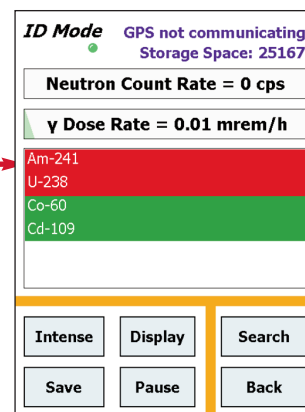 ID Mode
GPS not communicating
Storage Space: 25167
Neutron Count Rate = 0 cps
γ Dose Rate = 0.01 mrem/h
Am-241
U-238
Co-60
Cd-109
Intense
Display
Search
Save
Pause
Back